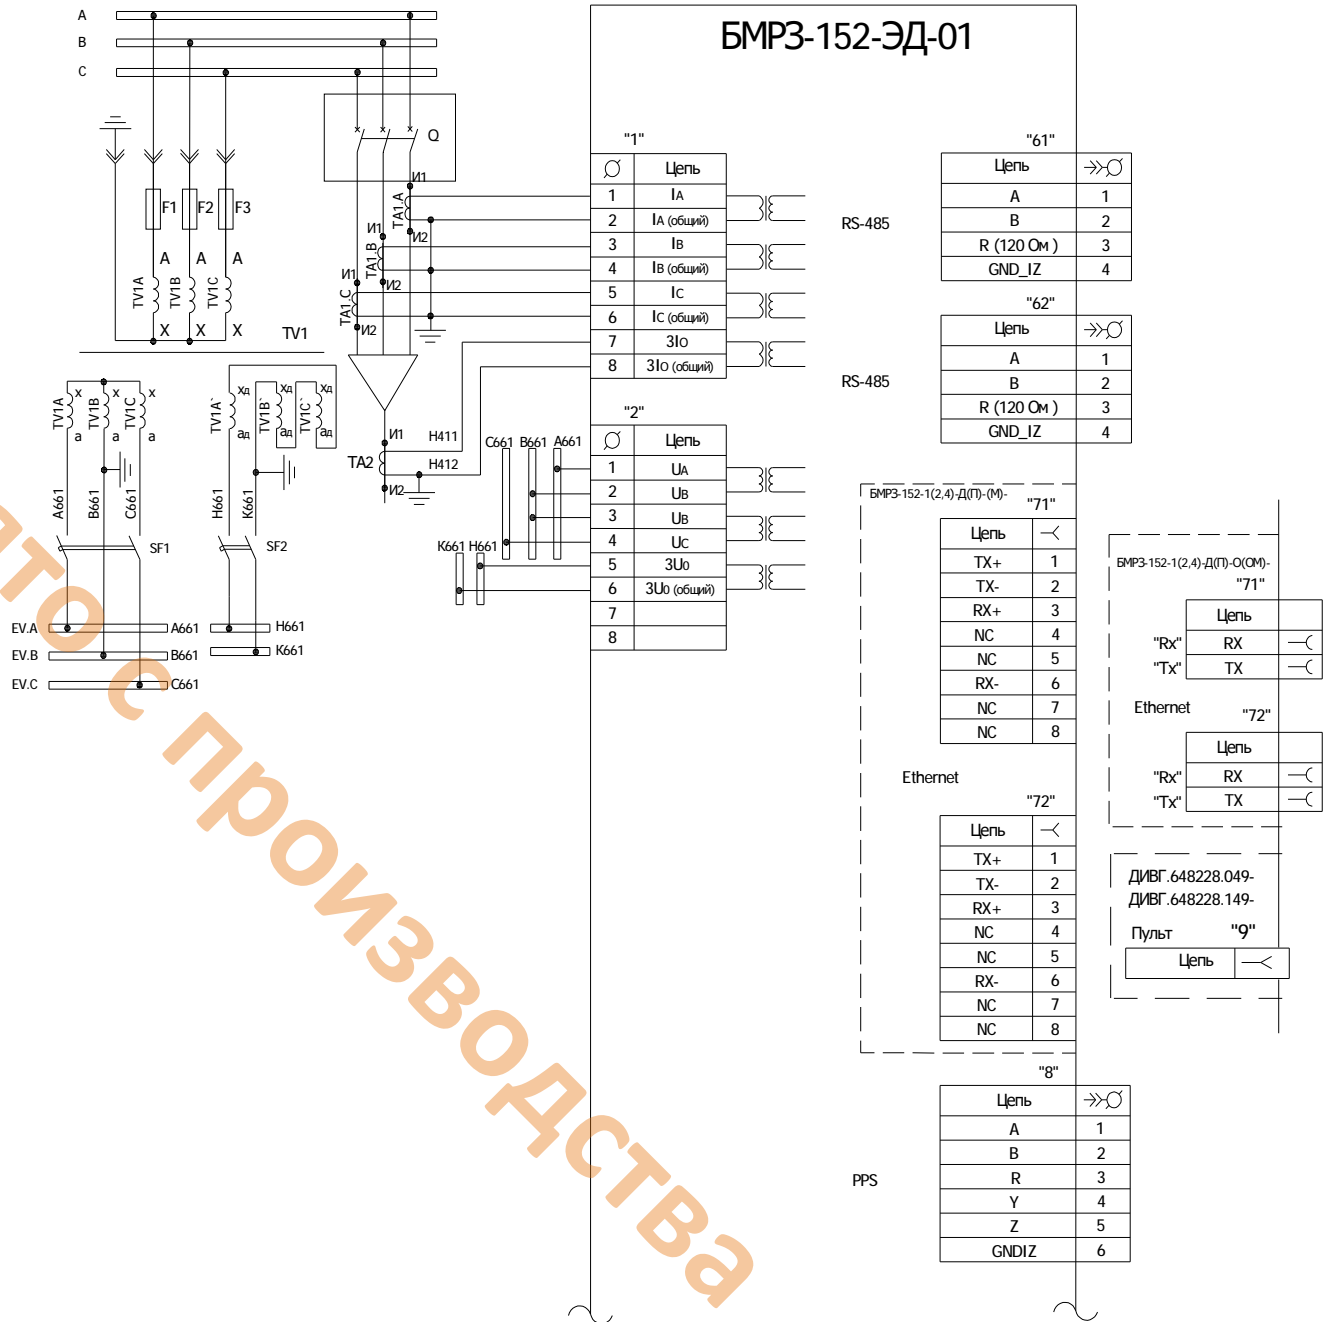 БМРЗ-152-ЭД-01
A
B
C
Q
F1
F2
F3
A
A
A
TV1A
TV1B
TV1C
X
X
X
TV1
И1
TA1.A
И2
И1
TA1.B
И2
И1
TA1.C
И2
И1
TA2
И2
H411
H412
TV1A
x
a
TV1B
x
TV1C
x
a
TV1A`
xд
aд
TV1B`
xд
aд
TV1C`
xд
aд
A661
B661
C661
H661
K661
SF1
SF2
EV.A
A661
EV.B
B661
EV.C
C661
H661
K661
"1"
Цепь
1 IA
2 IA (общий)
3 IB
4 IB (общий)
5 IC
6 IC (общий)
7 3IO
8 3IO (общий)
"2"
C661 B661 A661
K661 H661
Цепь
1 UA
2 UB
3 UB
4 UC
5 3U0
6 3U0 (общий)
7
8
"61"
RS-485
Цепь
A 1
B 2
R (120 Ом ) 3
GND_IZ 4
"62"
RS-485
Цепь
A 1
B 2
R (120 Ом ) 3
GND_IZ 4
БМРЗ-152-1(2,4)-Д(П)-(М)-
"71"
Цепь
TX+ 1
TX- 2
RX+ 3
NC 4
NC 5
RX- 6
NC 7
NC 8
Ethernet
"72"
Цепь
TX+ 1
TX- 2
RX+ 3
NC 4
NC 5
RX- 6
NC 7
NC 8
"8"
PPS
Цепь
A 1
B 2
R 3
Y 4
Z 5
GNDIZ 6
БМРЗ-152-1(2,4)-Д(П)-О(ОМ)-
"71"
Цепь
"Rx" RX
"Tx" TX
Ethernet
"72"
Цепь
"Rx" RX
"Tx" TX
ДИВГ.648228.049-
ДИВГ.648228.149-
Пульт "9"
Цепь
с производства